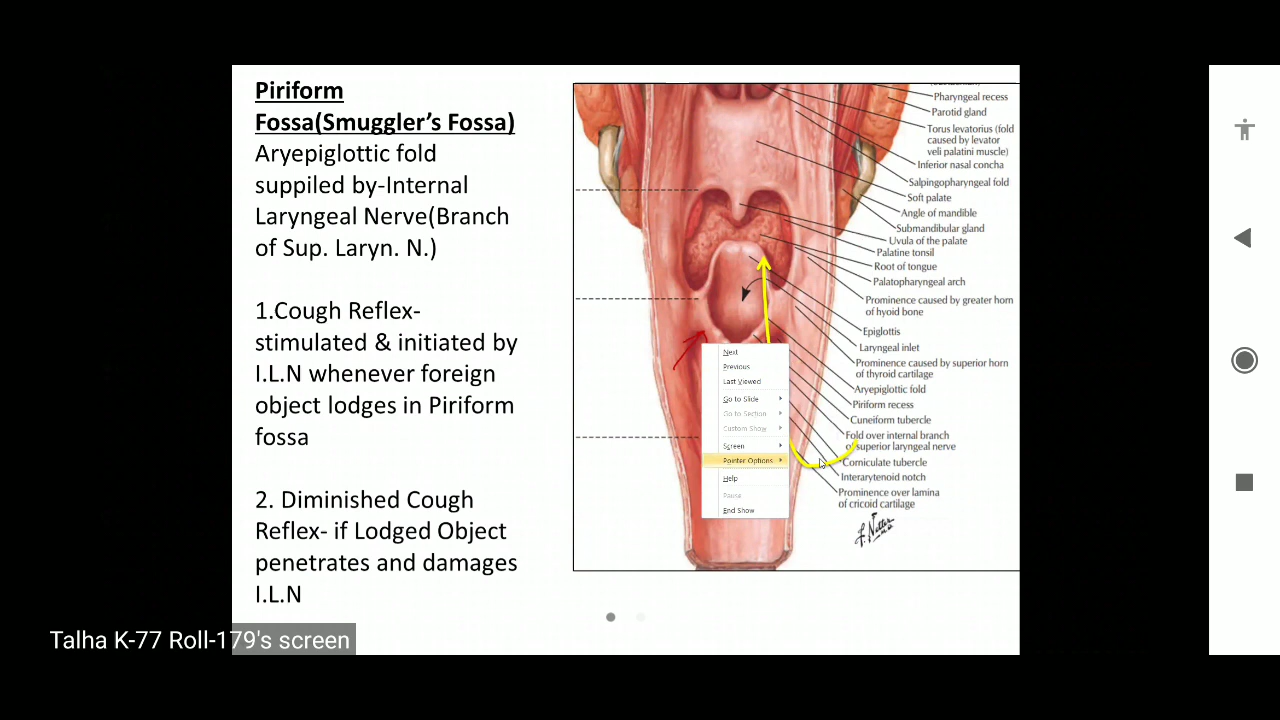 Piriform
Fossa(Smuggler's Fossa)
Aryepiglottic fold
suppiled by-Internal
Laryngeal Nerve(Branch
of Sup. Laryn. N.)
1.Cough Reflex-
stimulated & initiated by
I.L.N whenever foreign
object lodges in Piriform
fossa
2. Diminished Cough
Reflex- if Lodged Object
penetrates and damages
I.L.N
Pharyngeal recess
Parotid gland
Torus levatorius (fold
caused by levator
veli palatini muscle)
Inferior nasal concha
Salpingopharyngeal fold
Soft palate
Angle of mandible
Submandibular gland
Uvula of the palate
Palatine tonsil
Root of tongue
Palatopharyngeal arch
Prominence caused by greater horn
of hyoid bone
Epiglottis
Laryngeal inlet
Prominence caused by superior horn
of thyroid cartilage
Aryepiglottic fold
Piriform recess
Cuneiform tubercle
Fold over internal branch
of superior laryngeal nerve
Corniculate tubercle
Interarytenoid notch
Prominence over lamina
of cricoid cartilage
Next
Previous
Last Viewed
Go to Slide
Go to Section
Custom Show
Screen
Pointer Options
Help
Pause
End Show
Talha K-77 Roll-179's screen